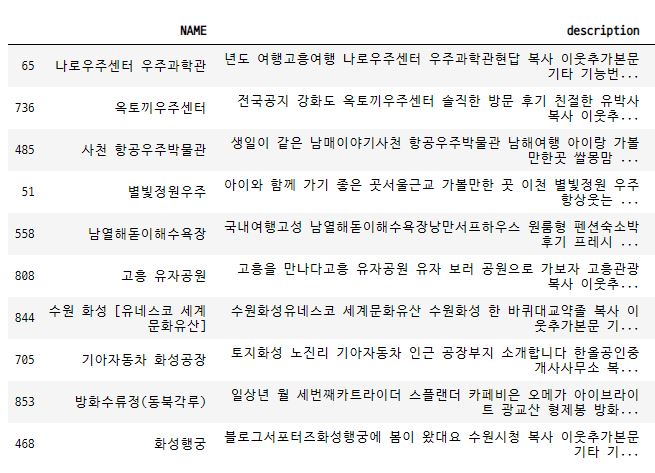 NAME description
65 나로우주센터 우주과학관 년도 여행고흥여행 나로우주센터 우주과학관현답 복사 이웃추가본문
기타 기능번...
736 옥토끼우주센터 전국공지 강화도 옥토끼우주센터 솔직한 방문 후기 친절한 유박사
복사 이웃추...
485 사천 항공우주박물관 생일이 같은 남매이야기사천 항공우주박물관 남해여행 아이랑 가볼
만한곳 쌀몽맘 ...
51 별빛정원우주 아이와 함께 가기 좋은 곳서울근교 가볼만한 곳 이천 별빛정원 우주
항상웃는 ...
558 남열해돋이해수욕장 국내여행고성 남열해돋이해수욕장낭만서프하우스 원룸형 펜션숙소박
후기 프레시 ...
808 고흥 유자공원 고흥을 만나다고흥 유자공원 유자 보러 공원으로 가보자 고흥관광
복사 이웃추...
844 수원 화성 [유네스코 세계 수원화성유네스코 세계문화유산 수원화성 한 바퀴대교약졸 복사 이
문화유산] 웃추가본문 기...
705 기아자동차 화성공장 토지화성 노진리 기아자동차 인근 공장부지 소개합니다 한올공인중
개사사무소 복...
853 방화수류정(동북각루) 일상년 월 세번째카트라이더 스플랜더 카페비은 오메가 아이브라이
트 광교산 형제봉 방화...
468 화성행궁 블로그서포터즈화성행궁에 봄이 왔대요 수원시청 복사 이웃추가본문
기타 기...